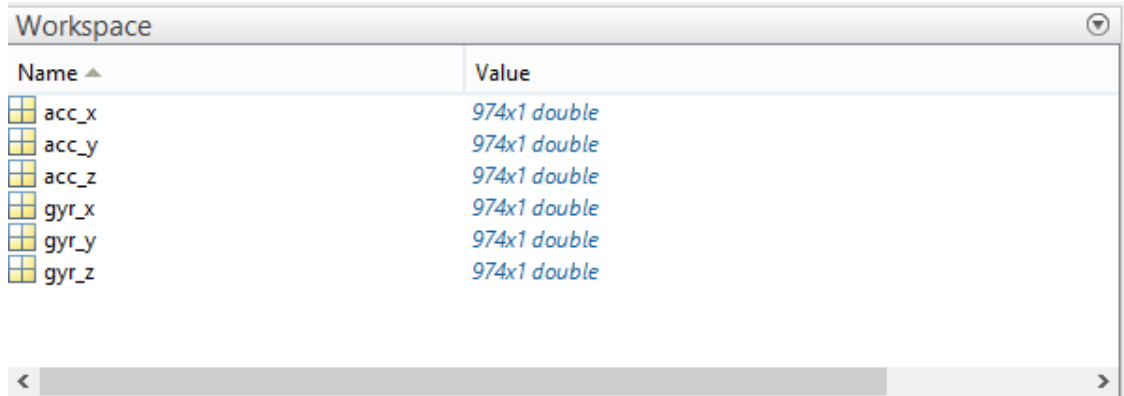 Workspace
Name Value
acc_x 974x1 double
acc_y 974x1 double
acc_z 974x1 double
gyr_x 974x1 double
gyr_y 974x1 double
gyr_z 974x1 double